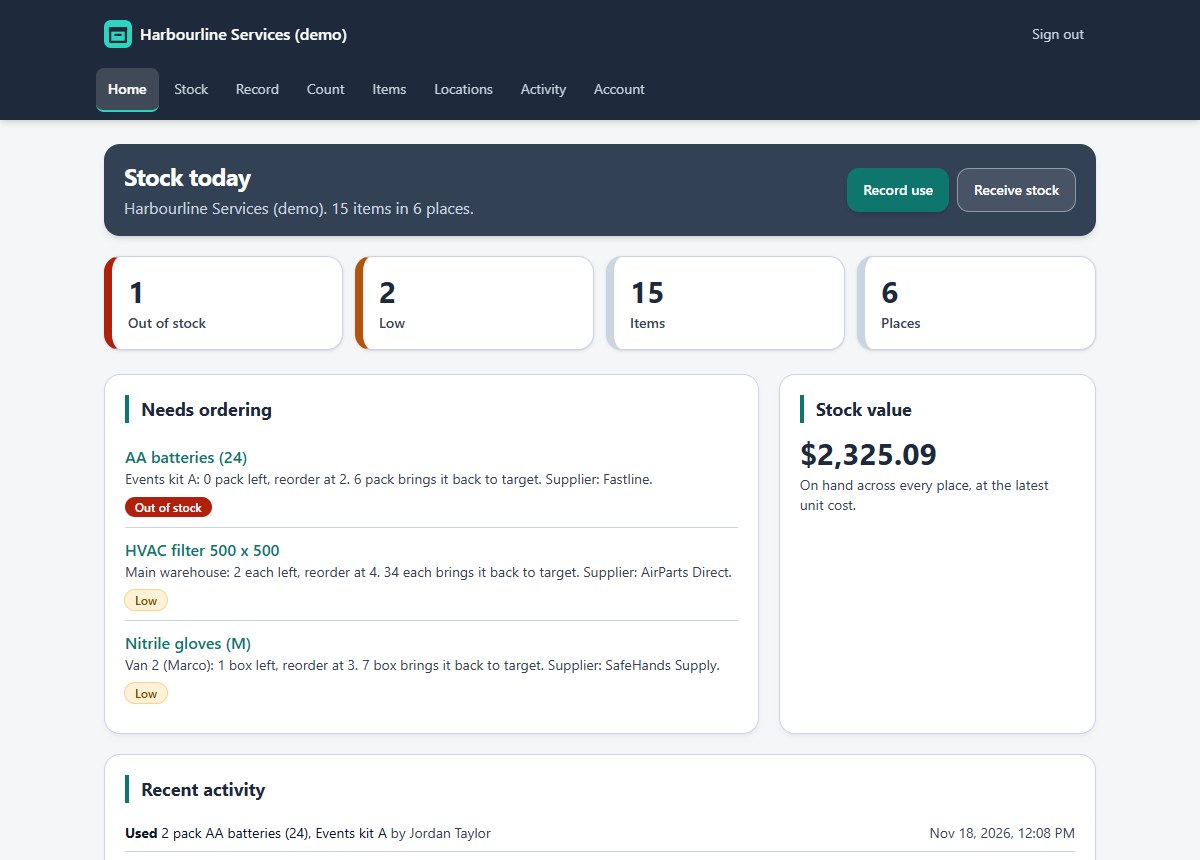 Harbourline Services (demo)
Sign out
Home
Stock
Record
Count
Items
Locations
Activity
Account
Stock today
Harbourline Services (demo). 15 items in 6 places.
Record use
Receive stock
1
Out of stock
2
Low
15
Items
6
Places
Needs ordering
AA batteries (24)
Events kit A: 0 pack left, reorder at 2. 6 pack brings it back to target. Supplier: Fastline.
Out of stock
HVAC filter 500 x 500
Main warehouse: 2 each left, reorder at 4. 34 each brings it back to target. Supplier: AirParts Direct.
Low
Nitrile gloves (M)
Van 2 (Marco): 1 box left, reorder at 3. 7 box brings it back to target. Supplier: SafeHands Supply.
Low
Stock value
$2,325.09
On hand across every place, at the latest
unit cost.
Recent activity
Used 2 pack AA batteries (24), Events kit A by Jordan Taylor
Nov 18, 2026, 12:08 PM